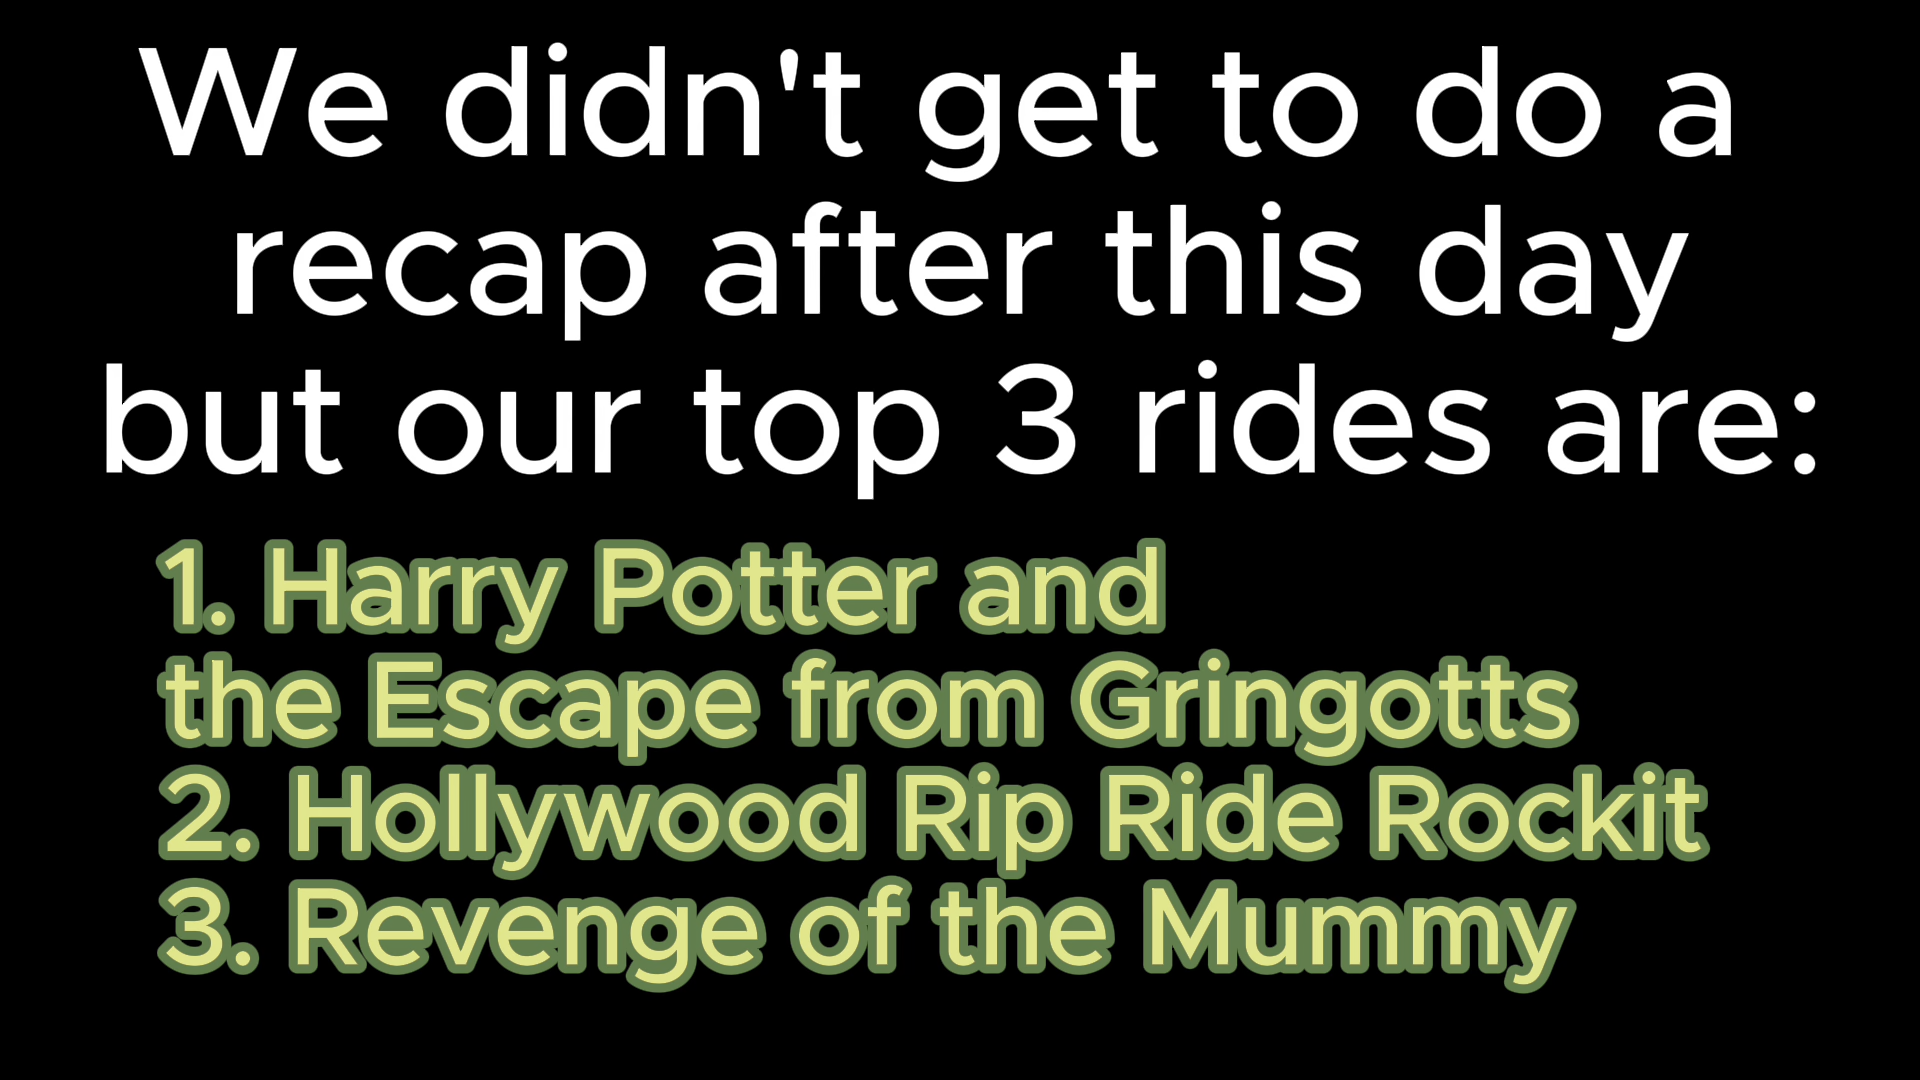 We didn't get to do a
recap after this day
but our top 3 rides are:
1. Harry Potter and
the Escape from Gringotts
2. Hollywood Rip Ride Rockit
3. Revenge of the Mummy